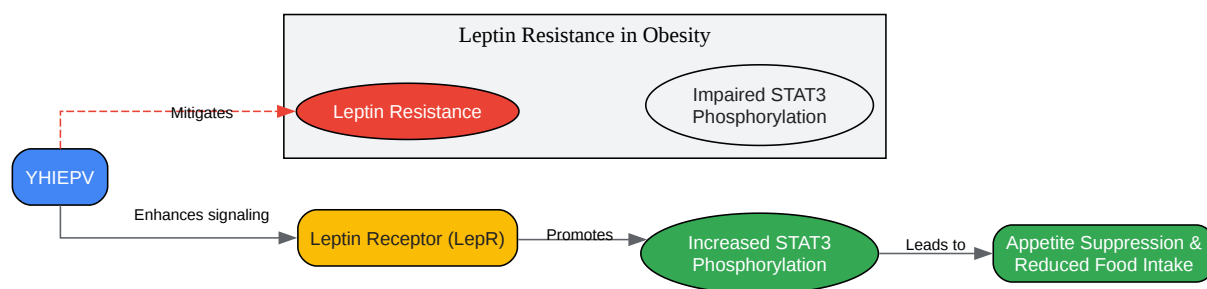 Leptin Resistance in Obesity
Leptin Resistance
Impaired STAT3
Phosphorylation
Mitigates
YHIEPV
Enhances signaling
Leptin Receptor (LepR)
Promotes
Increased STAT3
Phosphorylation
Leads to
Appetite Suppression &
Reduced Food Intake